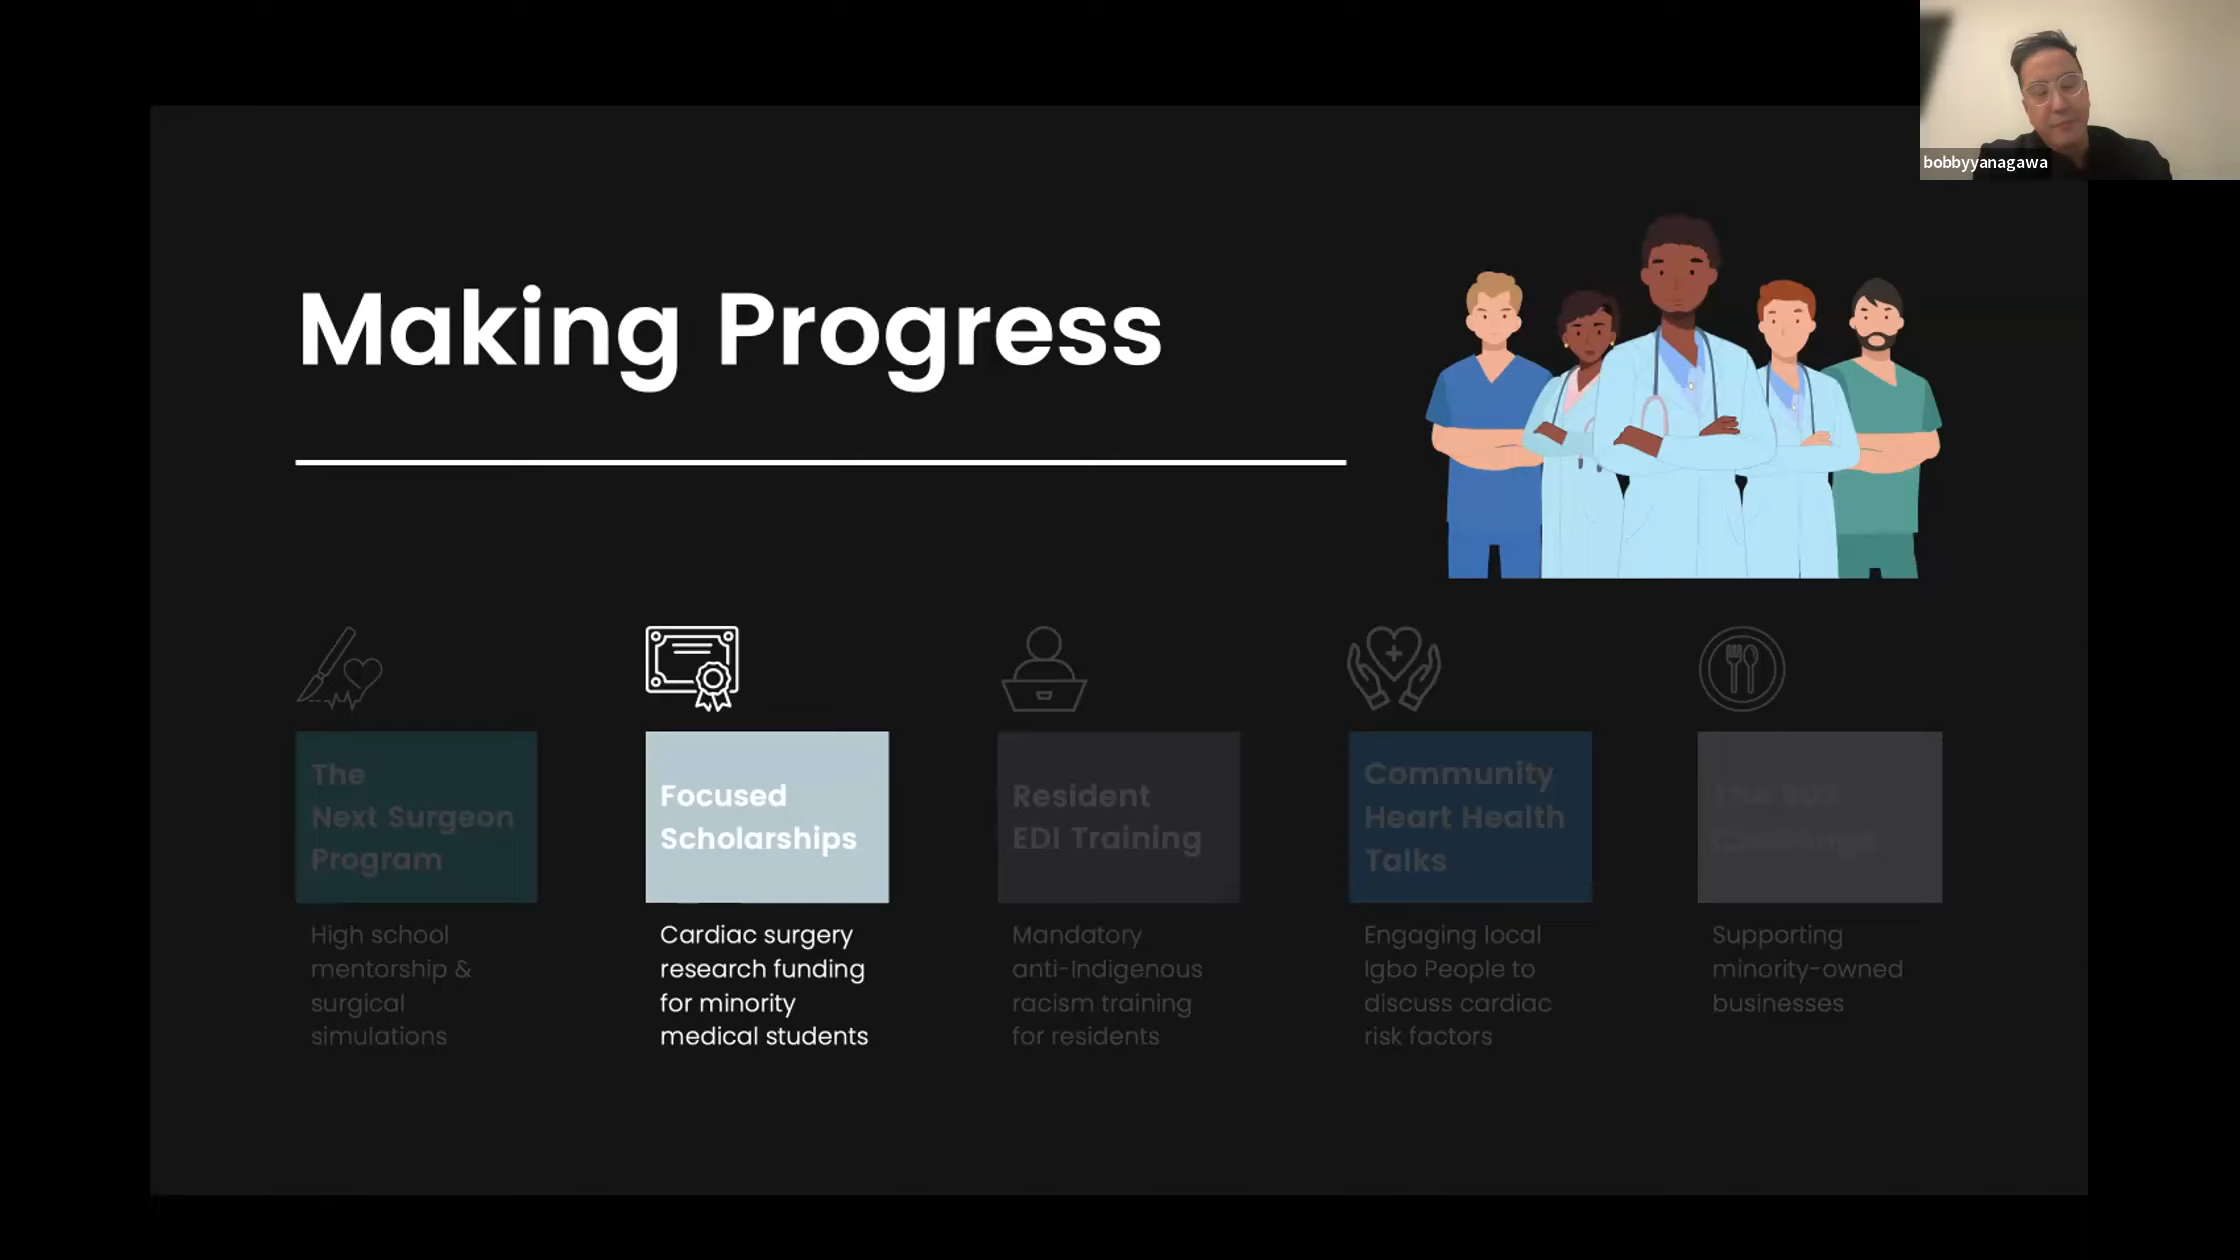 bobbyyanagawa
Making Progress
The
Next Surgeon
Program
High school
mentorship &
surgical
simulations
Focused
Scholarships
Cardiac surgery
research funding
for minority
medical students
Resident
EDI Training
Mandatory
anti-Indigenous
racism training
for residents
Community
Heart Health
Talks
Engaging local
Igbo People to
discuss cardiac
risk factors
Supporting
minority-owned
businesses